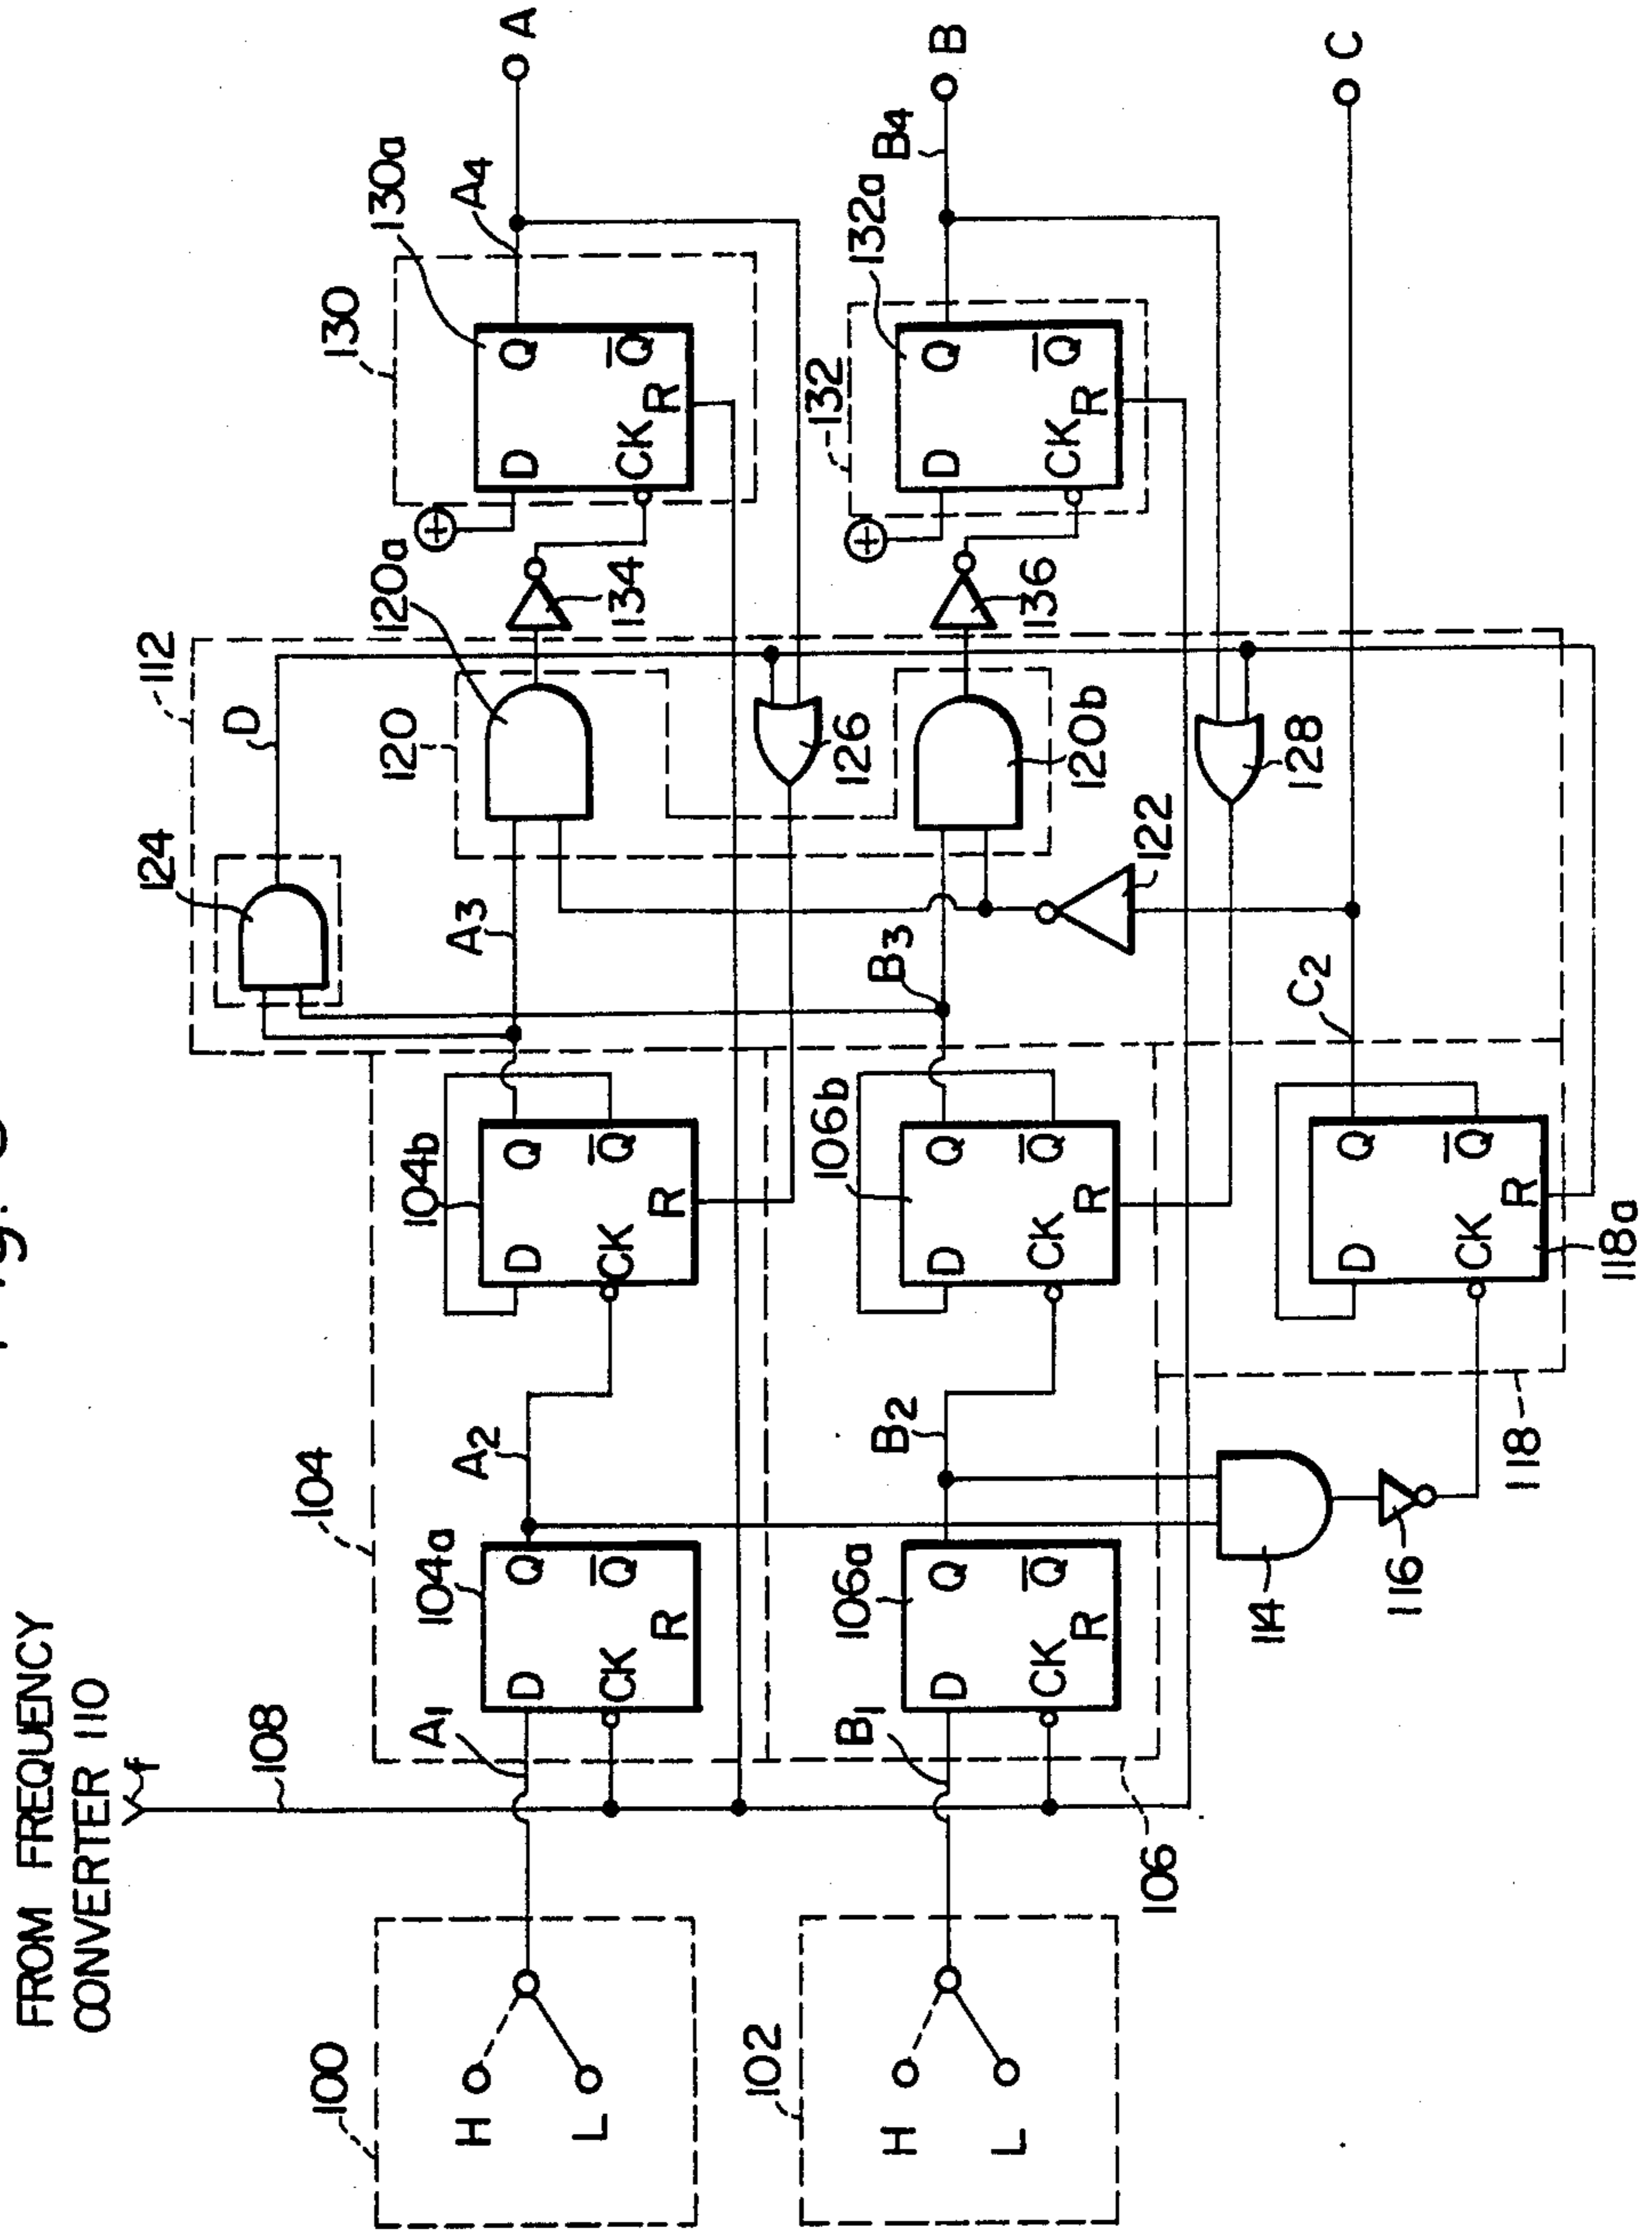 Fig. 
FROM FREQUENCY
CONVERTER 110
f
108
100
H
L
A1
104
104a
D
Q
CK
Q
R
A2
104b
D
Q
CK
Q
R
A3
112
124
D
120
120a
134
130
130a
D
Q
CK
Q
R
A4
A
126
102
H
L
B1
106
106a
D
Q
CK
Q
R
B2
106b
D
Q
CK
Q
R
B3
120b
122
136
132
132a
D
Q
CK
Q
R
B4
B
128
114
116
118
118a
D
Q
CK
Q
R
C2
C